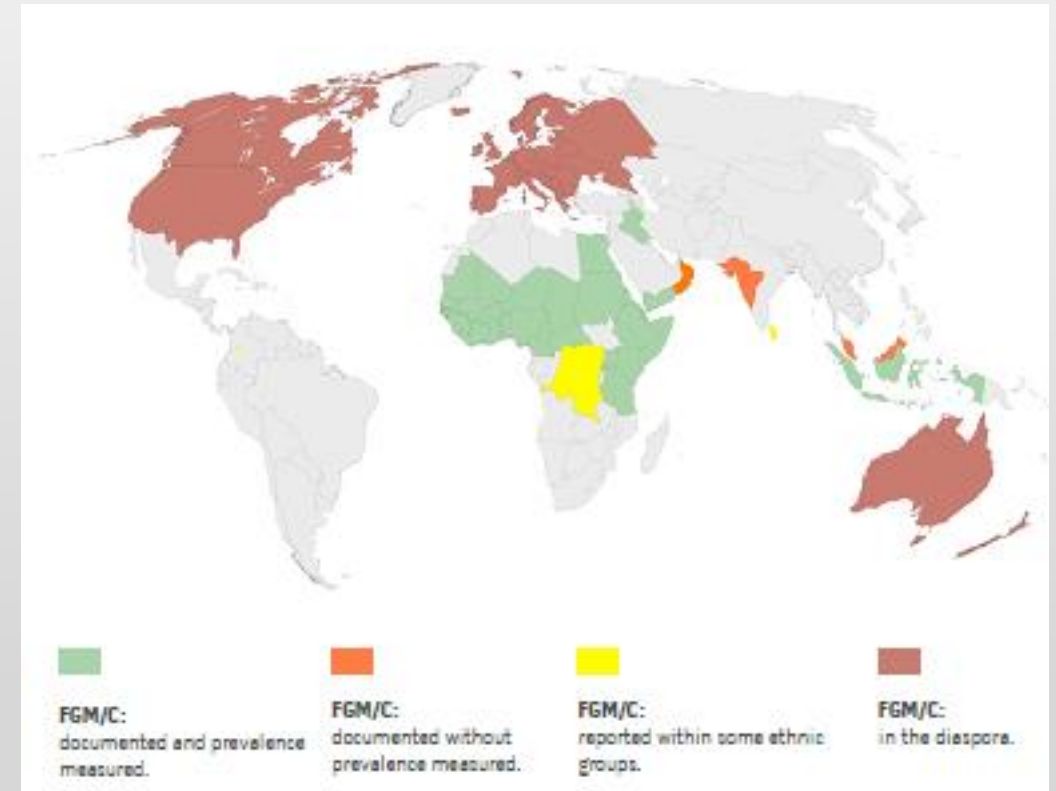 FGM/C:
documented and prevalence
measured.
FGM/C:
documented without
prevalence measured.
FGM/C:
reported within some ethnic
groups.
FGM/C:
in the diaspora.